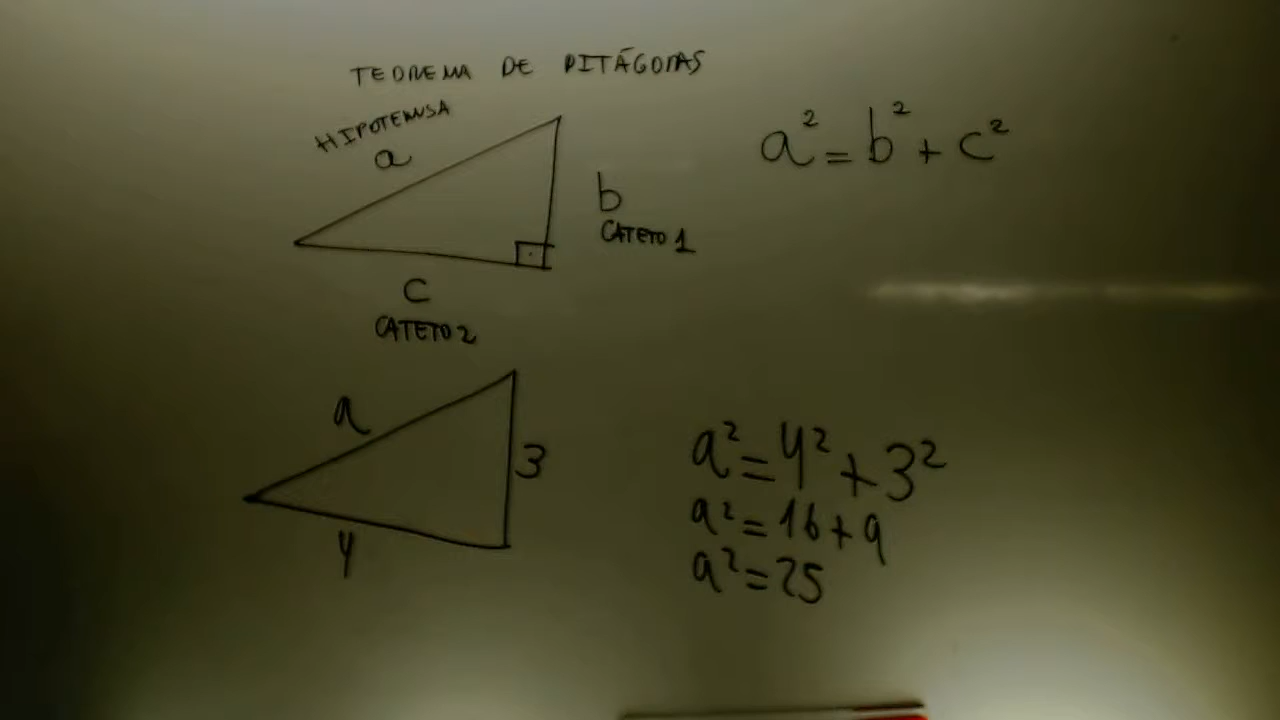 TEOREMA DE PITÁGORAS
HIPOTENUSA
a
a² = b² + c²
b
CATETO 1
c
CATETO 2
a
3
4
a² = 4² + 3²
a² = 16 + 9
a² = 25